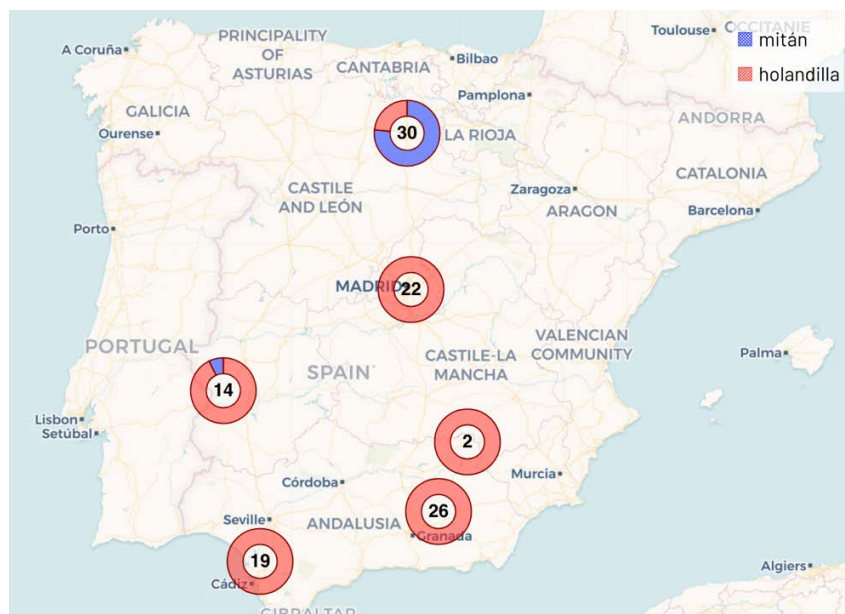 OCCITANIE
Toulouse
mitán
holandilla
A Coruña
PRINCIPALITY
OF
ASTURIAS
CANTABRIA
Bilbao
Pamplona
GALICIA
Ourense
30
LA RIOJA
ANDORRA
CASTILE
AND LEÓN
Zaragoza
ARAGON
CATALONIA
Barcelona
Porto
MADRID
22
PORTUGAL
SPAIN
CASTILE-LA
MANCHA
VALENCIAN
COMMUNITY
Palma
14
Lisbon
Setúbal
2
Murcia
Córdoba
Seville
ANDALUSIA
26
Granada
19
Cádiz
Algiers
GIBRALTAR